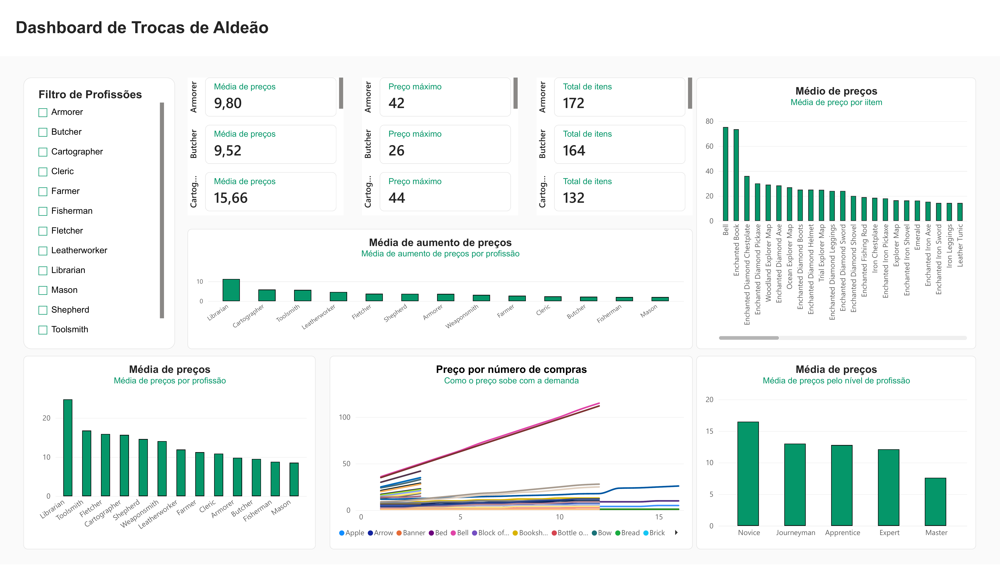 Dashboard de Trocas de Aldeão
Filtro de Profissões
Armorer
Butcher
Cartographer
Cleric
Farmer
Fisherman
Fletcher
Leatherworker
Librarian
Mason
Shepherd
Toolsmith
Armorer
Média de preços
9,80
Butcher
Média de preços
9,52
Cartog...
Média de preços
15,66
Armorer
Preço máximo
42
Butcher
Preço máximo
26
Cartog...
Preço máximo
44
Armorer
Total de itens
172
Butcher
Total de itens
164
Cartog...
Total de itens
132
Médio de preços
Média de preço por iitem
80
60
40
20
0
Bell
Enchanted Book
Enchanted Diamond Chestplate
Enchanted Diamond Pickaxe
Woodland Explorer Map
Enchanted Diamond Axe
Ocean Explorer Map
Enchanted Diamond Boots
Enchanted Diamond Helmet
Trial Explorer Map
Enchanted Diamond Leggings
Enchanted Diamond Sword
Enchanted Diamond Shovel
Enchanted Fishing Rod
Iron Chestplate
Enchanted Iron Pickaxe
Explorer Map
Enchanted Iron Shovel
Emerald
Enchanted Iron Axe
Enchanted Iron Sword
Iron Leggings
Leather Tunic
Média de aumento de preços
Média de aumento de preços por profissão
10
0
Librarian
Cartographer
Toolsmith
Leatherworker
Fletcher
Shepherd
Armorer
Weaponsmith
Farmer
Cleric
Butcher
Fisherman
Mason
Média de preços
Média de preços por profissão
20
10
0
Librarian
Toolsmith
Fletcher
Cartographer
Shepherd
Weaponsmith
Leatherworker
Farmer
Cleric
Armorer
Butcher
Fisherman
Mason
Preço por número de compras
Como o preço sobe com a demanda
100
50
0
0 5 10 15
Apple Arrow Banner Bed Bell Block of... Booksh... Bottle o... Bow Bread Brick
Média de preços
Média de preços pelo nível de profissão
20
15
10
5
0
Novice Journeyman Apprentice Expert Master